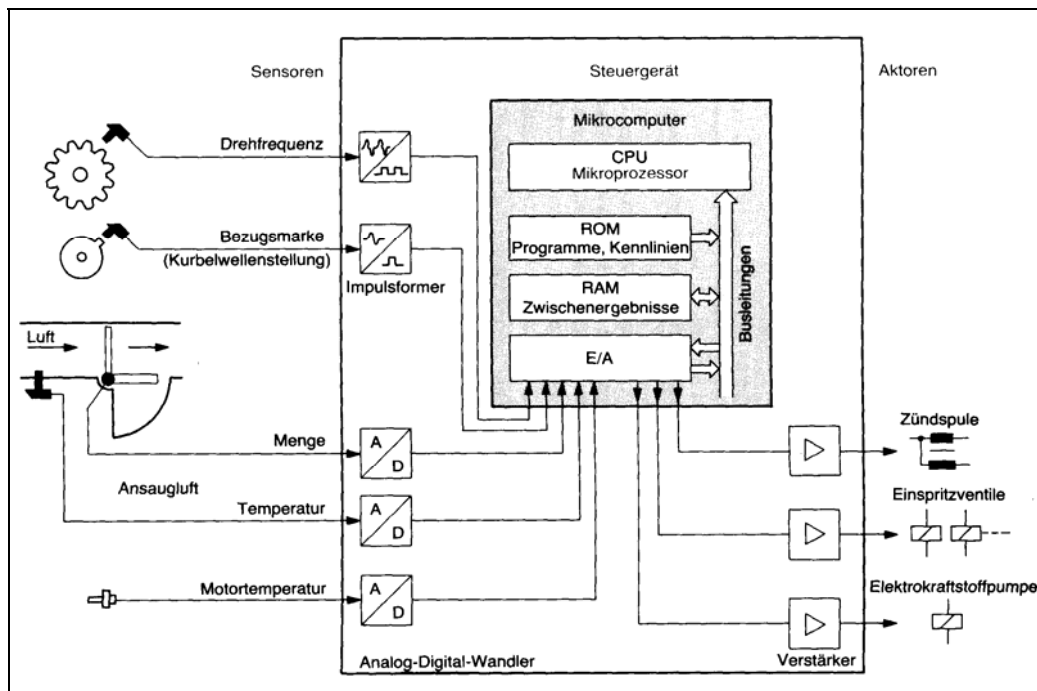 Sensoren
Steuergerät
Aktoren
Mikrocomputer
Drehfrequenz
CPU
Mikroprozessor
Bezugsmarke
(Kurbelwellenstellung)
Impulsformer
ROM
Programme, Kennlinien
RAM
Zwischenergebnisse
Busleitungen
E/A
Luft
Menge
A
D
Zündspule
Ansaugluft
Temperatur
A
D
Einspritzventile
Motortemperatur
A
D
Elektrokraftstoffpumpe
Analog-Digital-Wandler
Verstärker